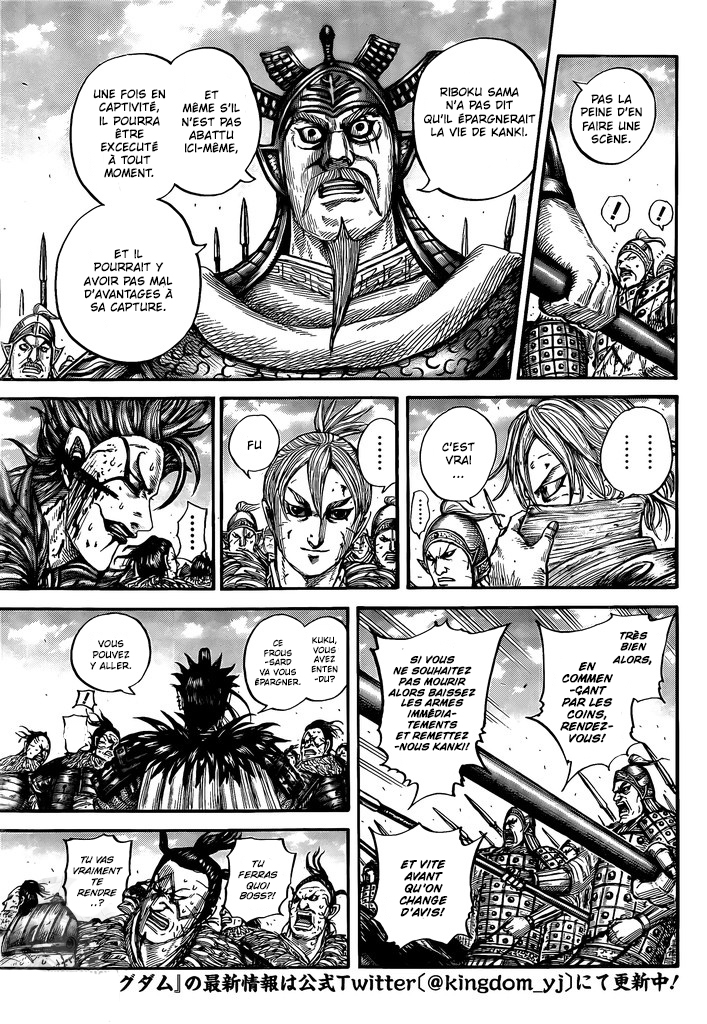 PAS LA
PEINE D'EN
FAIRE UNE
SCÈNE.
!
!
RIBOKU SAMA
N'A PAS DIT
QU'IL ÉPARGNERAIT
LA VIE DE KANKI.
ET
MÊME S'IL
N'EST PAS
ABATTU
ICI-MÊME,
UNE FOIS EN
CAPTIVITÉ,
IL POURRA
ÊTRE
EXCECUTÉ
À TOUT
MOMENT.
ET IL
POURRAIT Y
AVOIR PAS MAL
D'AVANTAGES À
SA CAPTURE.
C'EST
VRAI
...
FU
TRÈS
BIEN
ALORS,
EN
COMMEN
-ÇANT
PAR LES
COINS,
RENDEZ-
VOUS!
SI VOUS
NE SOUHAITEZ
PAS MOURIR
ALORS BAISSEZ
LES ARMES
IMMÉDIA-
TEMENTS
ET REMETTEZ
-NOUS KANKI!
ET VITE
AVANT
QU'ON
CHANGE
D'AVIS!
KUKU,
VOUS
AVEZ
ENTEN
-DU?
CE
FROUS-
-SARD
VA VOUS
ÉPARGNER.
VOUS
POUVEZ
Y ALLER.
!
TU
FERAS
QUOI
BOSS?!
TU VAS
VRAIMENT
TE
RENDRE
..?
グダム』の最新情報は公式Twitter(@kingdom_yj)にて更新中!